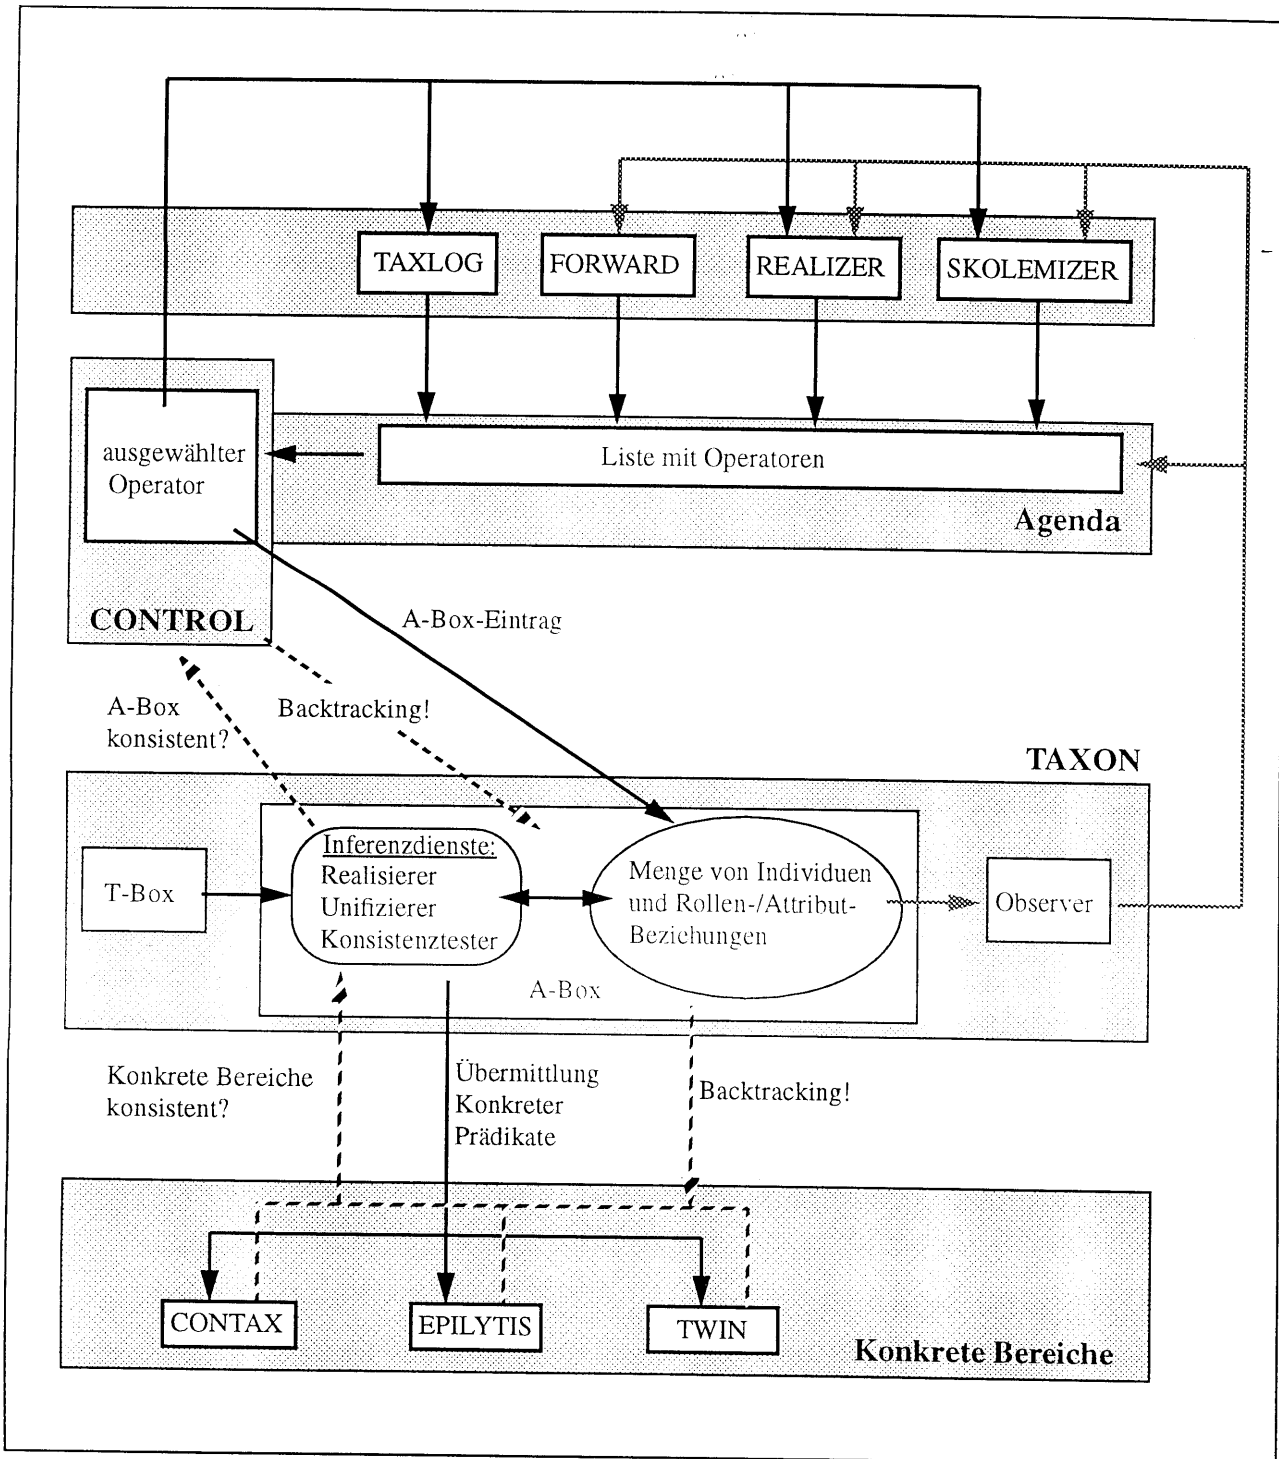 TAXLOG
FORWARD
REALIZER
SKOLEMIZER
ausgewählter
Operator
Liste mit Operatoren
Agenda
CONTROL
A-Box-Eintrag
A-Box
konsistent?
Backtracking!
TAXON
T-Box
Inferenzdienste:
Realisierer
Unifizierer
Konsistenztester
Menge von Individuen
und Rollen-/Attribut-
Beziehungen
Observer
A-Box
Konkrete Bereiche
konsistent?
Übermittlung
Konkreter
Prädikate
Backtracking!
CONTAX
EPILYTIS
TWIN
Konkrete Bereiche